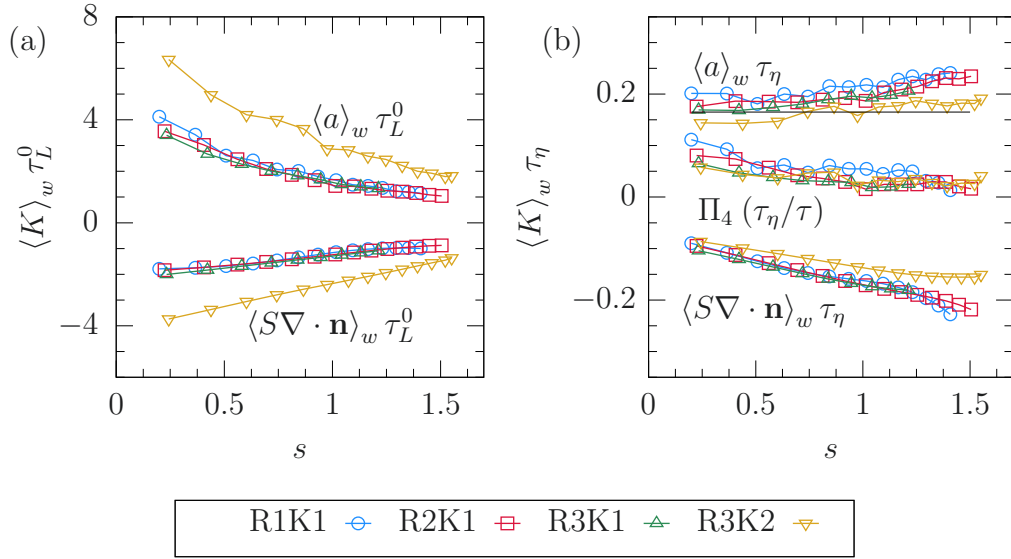 (a)
8
4
0
−4
⟨K⟩_w τ_L^0
⟨a⟩_w τ_L^0
⟨S∇ · n⟩_w τ_L^0
0 0.5 1 1.5
s
(b)
0.2
0
−0.2
⟨K⟩_w τ_η
⟨a⟩_w τ_η
Π_4 (τ_η/τ)
⟨S∇ · n⟩_w τ_η
0 0.5 1 1.5
s
R1K1 R2K1 R3K1 R3K2